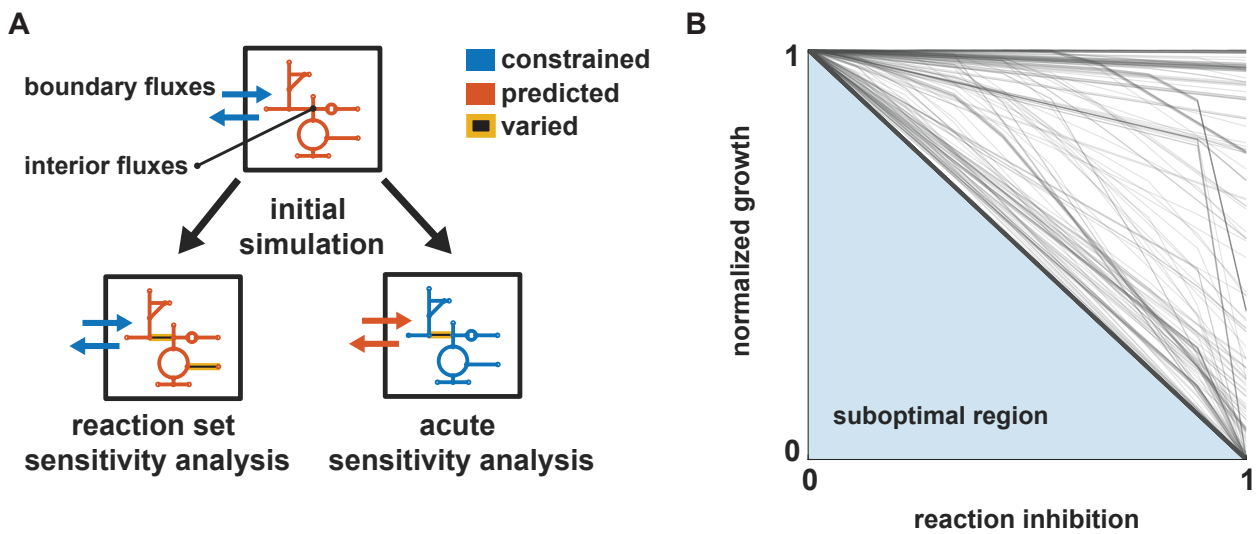 A
boundary fluxes
interior fluxes
constrained
predicted
varied
initial
simulation
reaction set
sensitivity analysis
acute
sensitivity analysis
B
1
normalized growth
suboptimal region
0
0
1
reaction inhibition